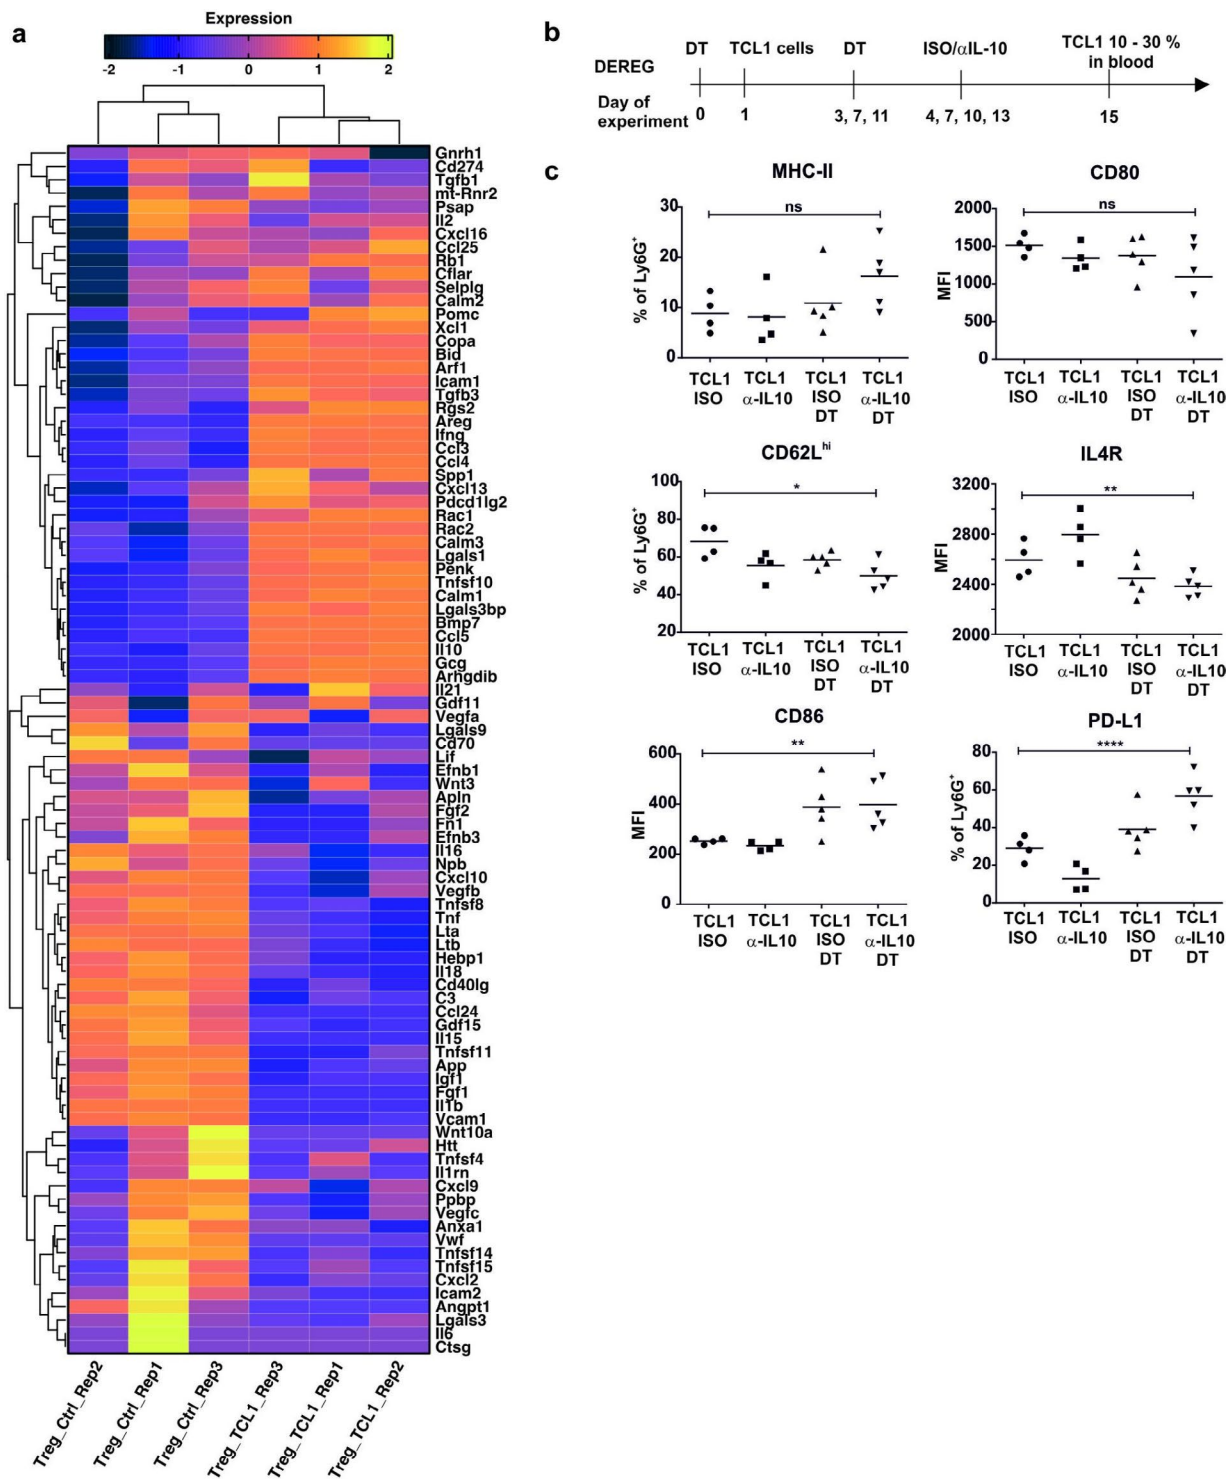 a
Expression
-2 -1 0 1 2
Gnrh1
Cd274
Tgfb1
mt-Rnr2
Psap
Il2
Cxcl16
Ccl25
Rb1
Cflar
Selplg
Calm2
Pomc
Xcl1
Copa
Bid
Arf1
Icam1
Tgfb3
Rgs2
Areg
Ifng
Ccl3
Ccl4
Spp1
Cxcl13
Pdcd1lg2
Rac1
Rac2
Calm3
Lgals1
Penk
Tnfsf10
Calm1
Lgals3bp
Bmp7
Ccl5
Il10
Gcg
Arhgdib
Il21
Gdf11
Vegfa
Lgals9
Cd70
Lif
Efnb1
Wnt3
Apln
Fgf2
Fn1
Efnb3
Il16
Npb
Cxcl10
Vegfb
Tnfsf8
Tnf
Lta
Ltb
Hebp1
Il18
Cd40lg
C3
Ccl24
Gdf15
Il15
Tnfsf11
App
Igf1
Fgf1
Il1b
Vcam1
Wnt10a
Htt
Tnfsf4
Il1rn
Cxcl9
Ppbp
Vegfc
Anxa1
Vwf
Tnfsf14
Tnfsf15
Cxcl2
Icam2
Angpt1
Lgals3
Il6
Ctsg
Treg_Ctrl_Rep2
Treg_Ctrl_Rep1
Treg_Ctrl_Rep3
Treg_TCL1_Rep3
Treg_TCL1_Rep1
Treg_TCL1_Rep2
b
DT TCL1 cells DT ISO/αIL-10 TCL1 10 - 30 %
in blood
DEREG
Day of
experiment 0 1 3, 7, 11 4, 7, 10, 13 15
c
MHC-II
ns
% of Ly6G⁺
30
20
10
0
TCL1 TCL1 TCL1 TCL1
ISO α-IL10 ISO α-IL10
DT DT
CD80
ns
MFI
2000
1500
1000
500
0
TCL1 TCL1 TCL1 TCL1
ISO α-IL10 ISO α-IL10
DT DT
CD62Lʰⁱ
*
% of Ly6G⁺
100
80
60
40
20
TCL1 TCL1 TCL1 TCL1
ISO α-IL10 ISO α-IL10
DT DT
IL4R
**
MFI
3200
2800
2400
2000
TCL1 TCL1 TCL1 TCL1
ISO α-IL10 ISO α-IL10
DT DT
CD86
**
MFI
600
400
200
0
TCL1 TCL1 TCL1 TCL1
ISO α-IL10 ISO α-IL10
DT DT
PD-L1
****
% of Ly6G⁺
80
60
40
20
0
TCL1 TCL1 TCL1 TCL1
ISO α-IL10 ISO α-IL10
DT DT